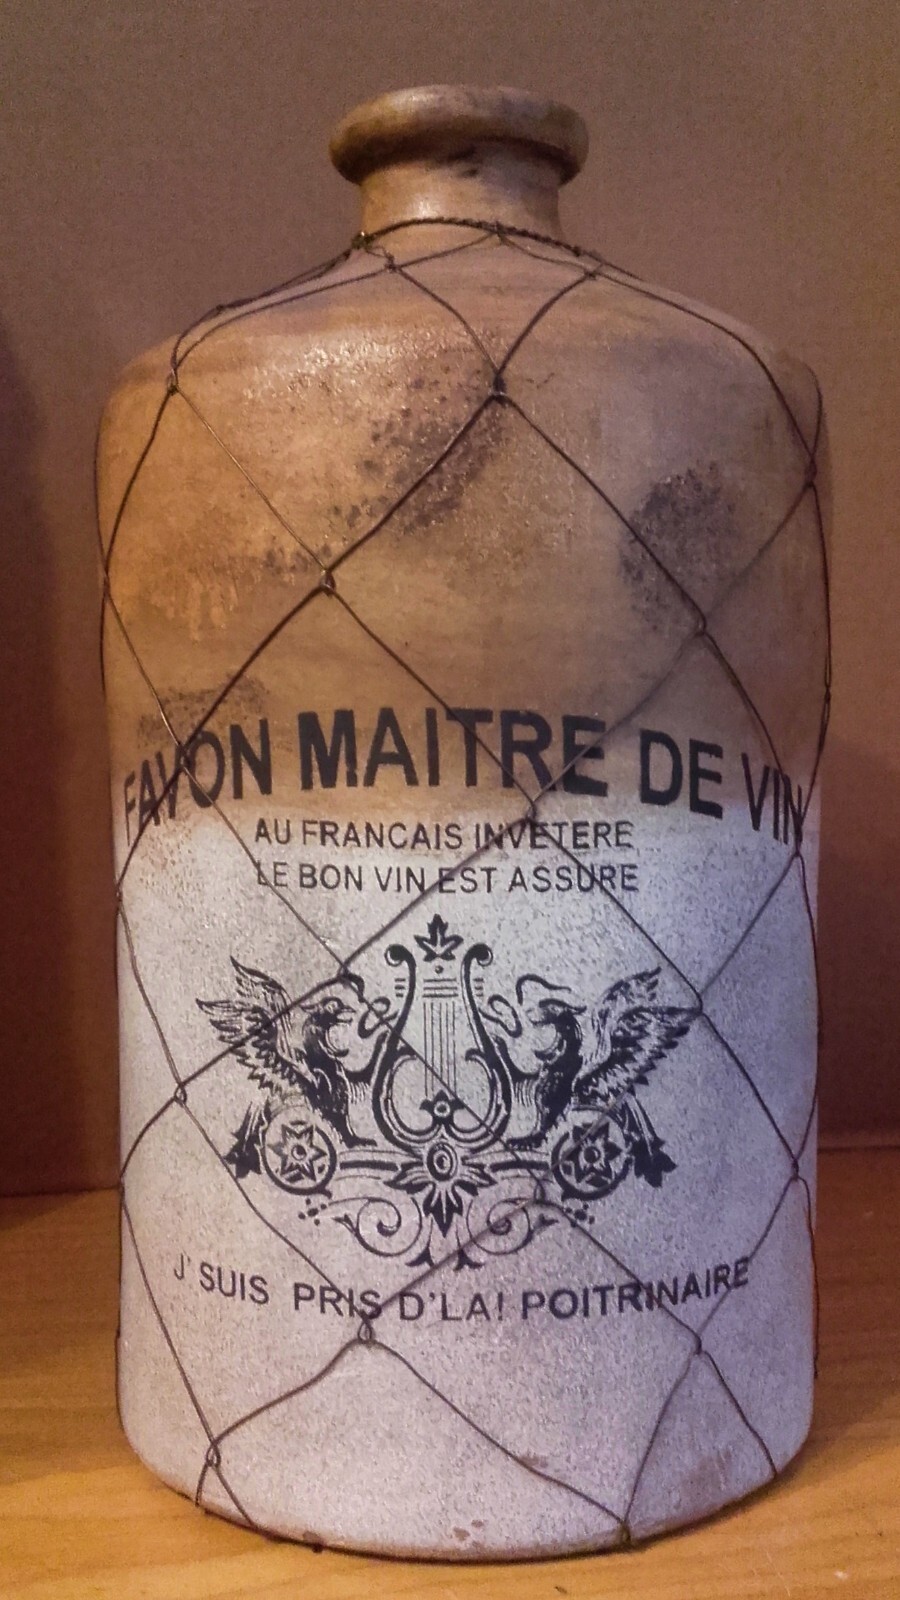 FAVON MAITRE DE VIN
AU FRANCAIS INVETERE
LE BON VIN EST ASSURE
J' SUIS PRIS D'LA! POITRINAIRE